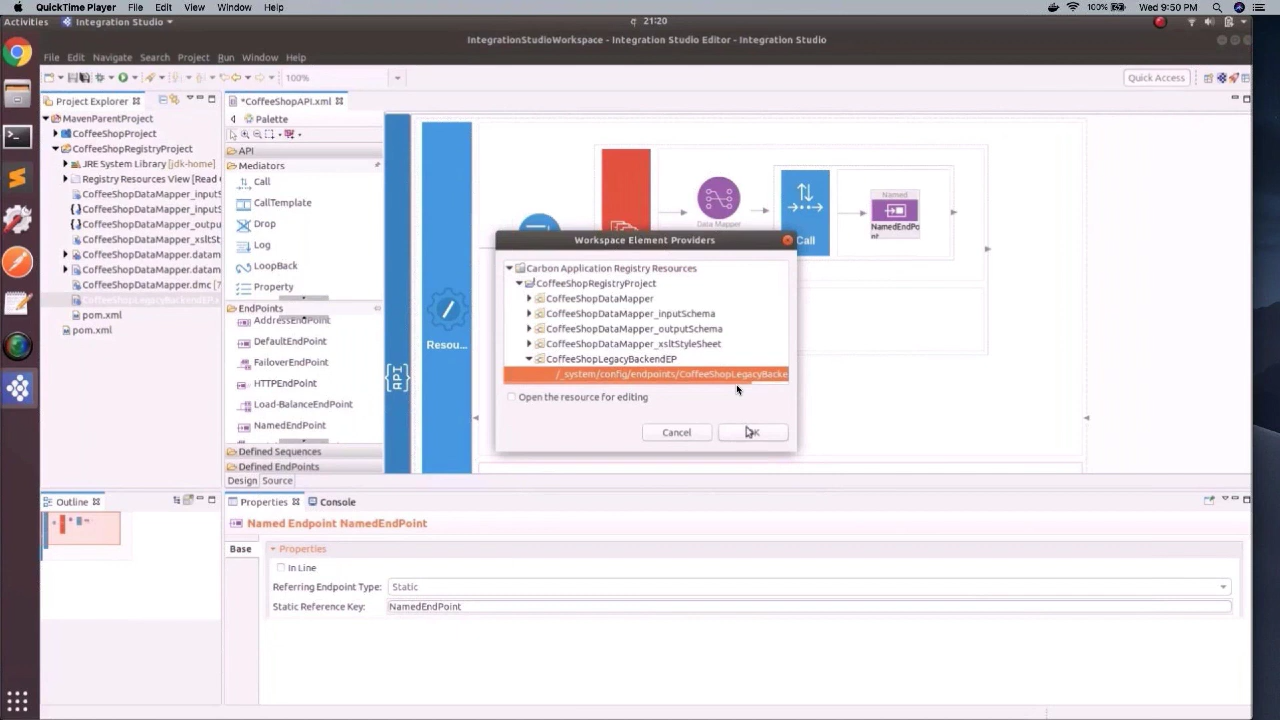 QuickTime Player File Edit View Window Help
100% Wed 9:50 PM
Activities Integration Studio
21:20
IntegrationStudioWorkspace - Integration Studio Editor - Integration Studio
File Edit Navigate Search Project Run Window Help
100%
Quick Access
Project Explorer
MavenParentProject
CoffeeShopProject
CoffeeShopRegistryProject
JRE System Library [jdk-home]
Registry Resources View [Read
CoffeeShopDataMapper_inputS
CoffeeShopDataMapper_inputS
CoffeeShopDataMapper_outpu
CoffeeShopDataMapper_xsltSt
CoffeeShopDataMapper.datam
CoffeeShopDataMapper.datam
CoffeeShopDataMapper.dmc [7
CoffeeShopLegacyBackendEP.
pom.xml
pom.xml
*CoffeeShopAPI.xml
Palette
API
Mediators
Call
CallTemplate
Drop
Log
LoopBack
Property
EndPoints
AddressEndPoint
DefaultEndPoint
FailoverEndPoint
HTTPEndPoint
Load-BalanceEndPoint
NamedEndPoint
Defined Sequences
Defined EndPoints
Design Source
Resou...
API
Data Mapper
Call
Named
NamedEndPo
nt
Workspace Element Providers
Carbon Application Registry Resources
CoffeeShopRegistryProject
CoffeeShopDataMapper
CoffeeShopDataMapper_inputSchema
CoffeeShopDataMapper_outputSchema
CoffeeShopDataMapper_xsltStyleSheet
CoffeeShopLegacyBackendEP
/_system/config/endpoints/CoffeeShopLegacyBacke
Open the resource for editing
Cancel
Outline
Properties Console
Named Endpoint NamedEndPoint
Base
Properties
In Line
Referring Endpoint Type: Static
Static Reference Key: NamedEndPoint